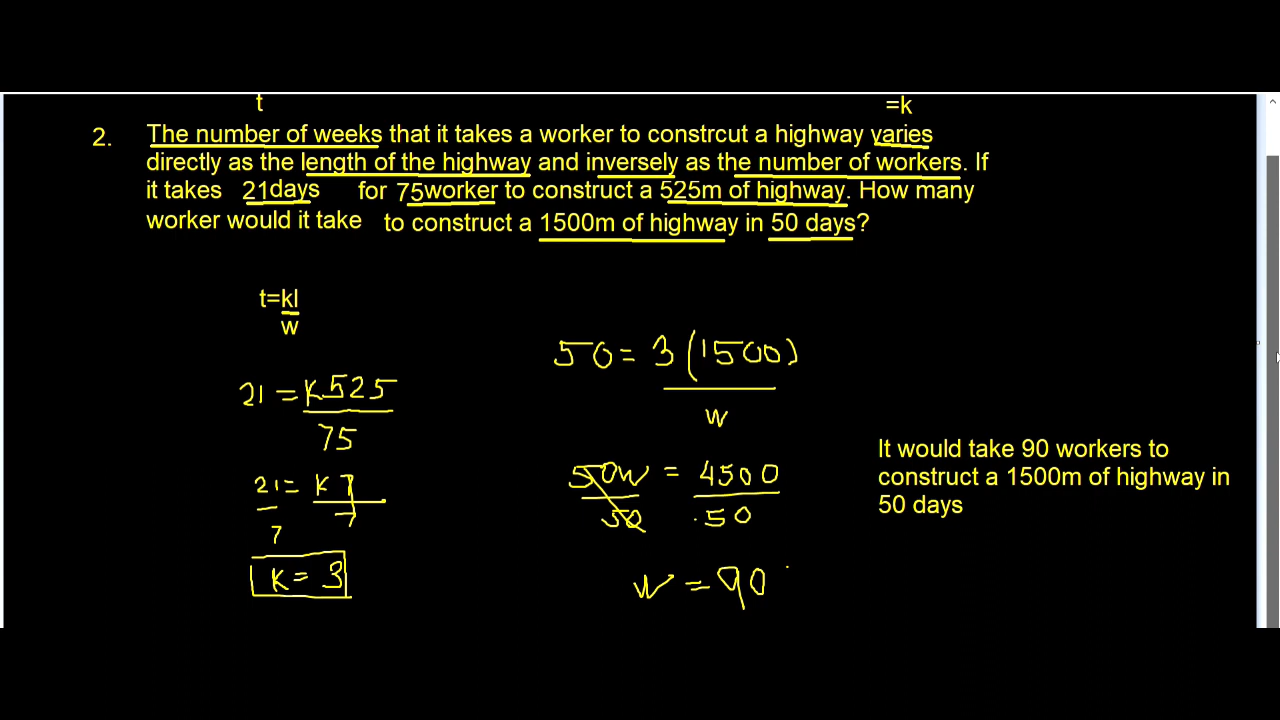 t
=k
2. The number of weeks that it takes a worker to constrcut a highway varies
directly as the length of the highway and inversely as the number of workers. If
it takes 21days for 75worker to construct a 525m of highway. How many
worker would it take to construct a 1500m of highway in 50 days?
t=kl
w
21 = K525
75
21 = K 7
7 7
K = 3
50 = 3 (1500)
w
50w = 4500
50 .50
w = 90
It would take 90 workers to
construct a 1500m of highway in
50 days